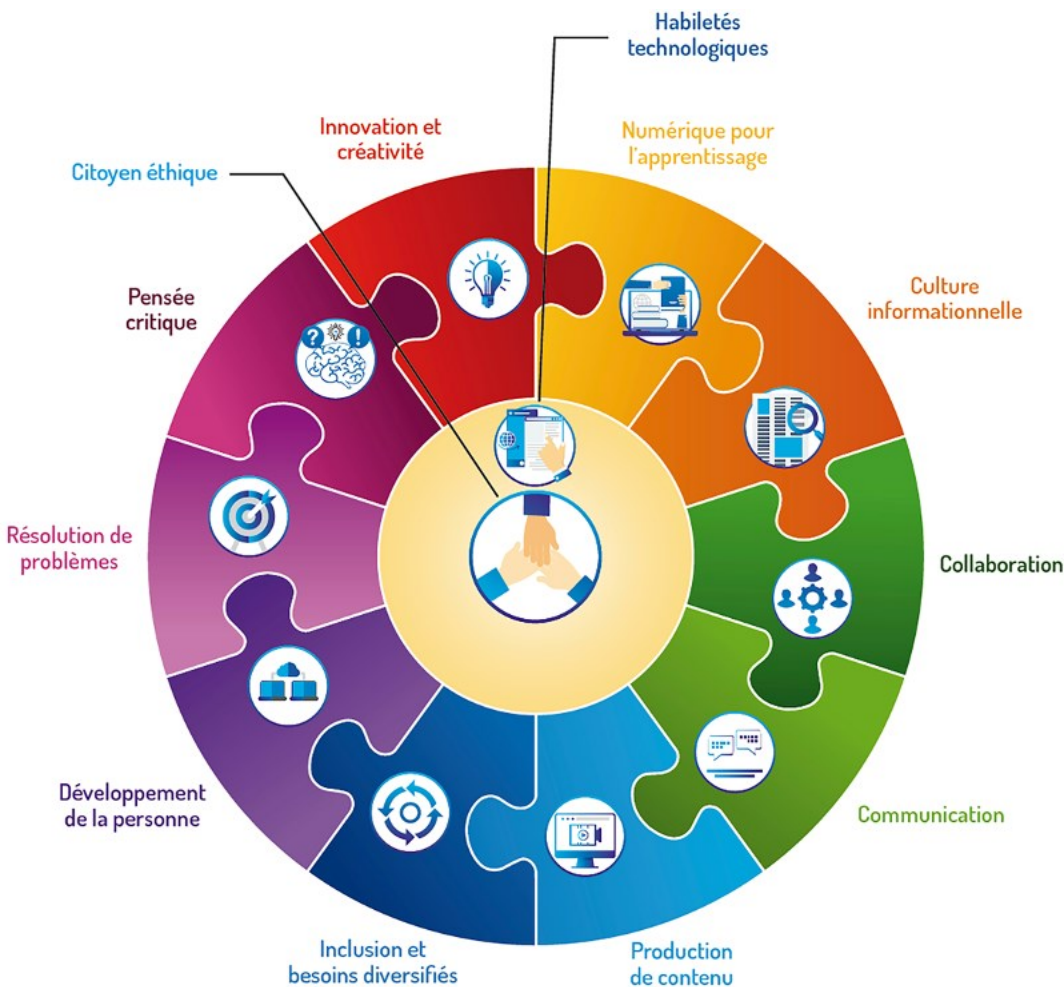 Habiletés
technologiques
Innovation et
créativité
Numérique pour
l'apprentissage
Citoyen éthique
Pensée
critique
Culture
informationnelle
Résolution de
problèmes
Collaboration
Développement
de la personne
Communication
Inclusion et
besoins diversifiés
Production
de contenu
? !